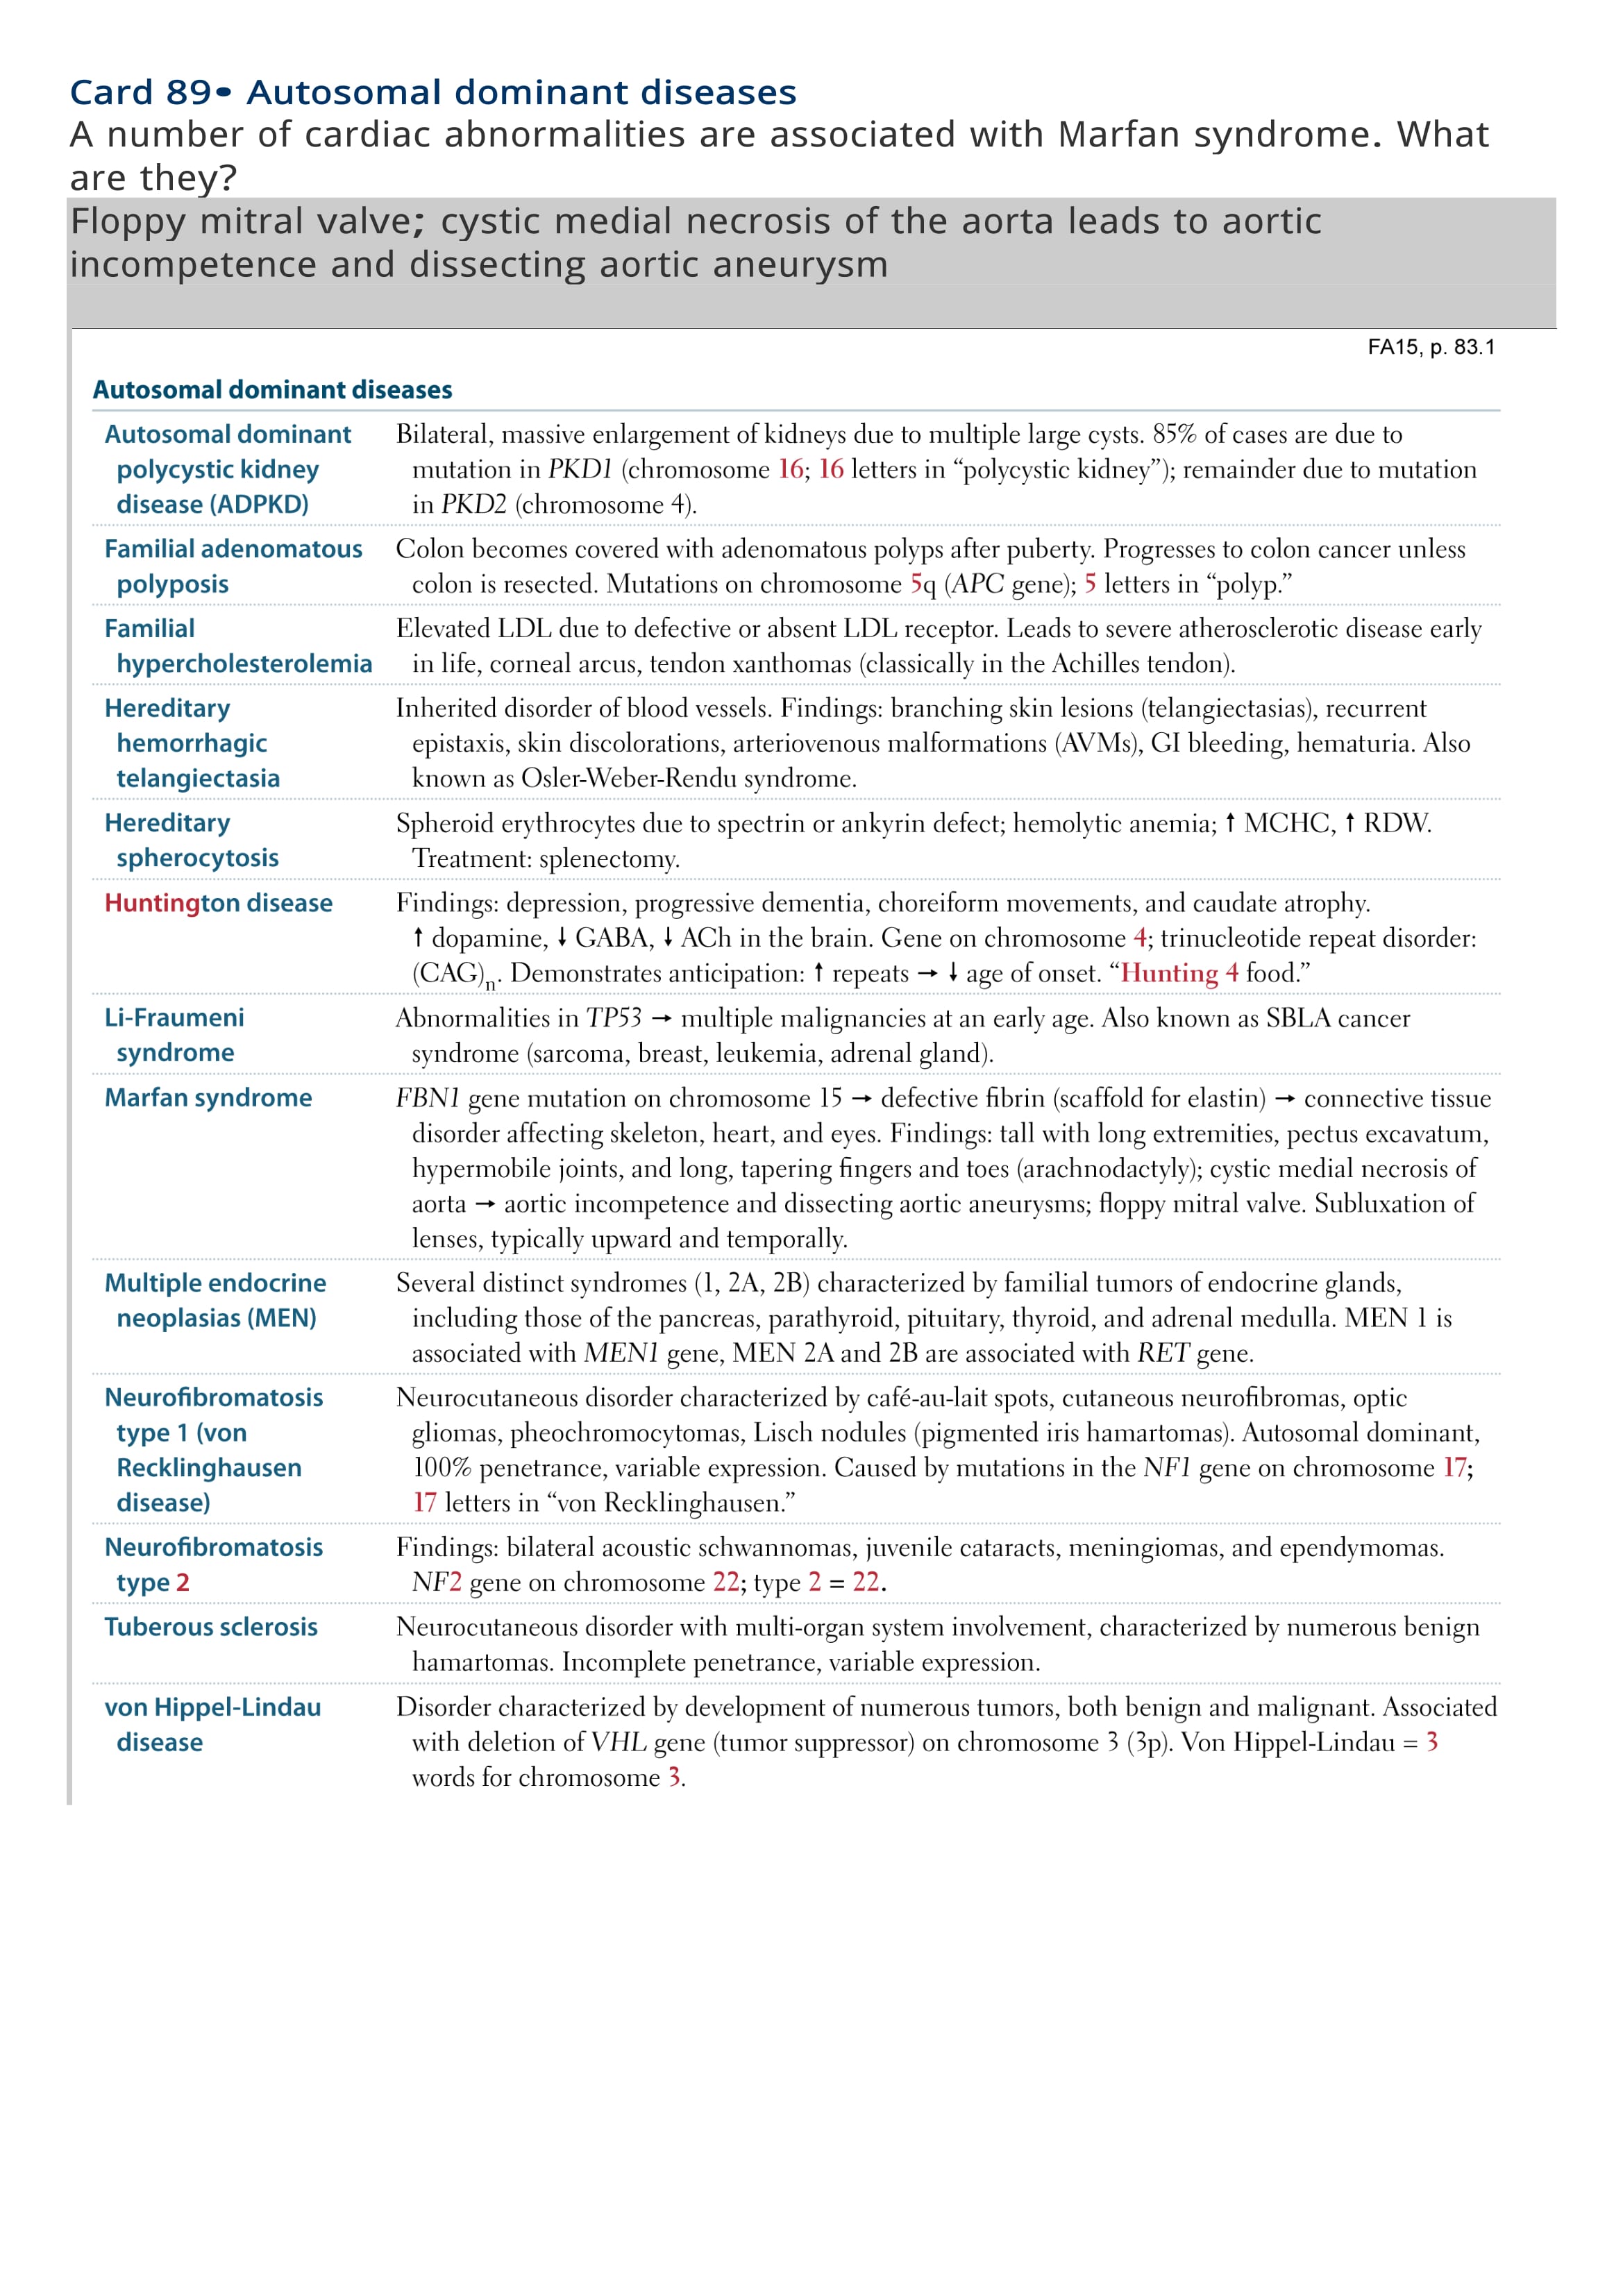 Card 89• Autosomal dominant diseases
A number of cardiac abnormalities are associated with Marfan syndrome. What
are they?
Floppy mitral valve; cystic medial necrosis of the aorta leads to aortic
incompetence and dissecting aortic aneurysm
FA15, p. 83.1
Autosomal dominant diseases
Autosomal dominant
polycystic kidney
disease (ADPKD)
Bilateral, massive enlargement of kidneys due to multiple large cysts. 85% of cases are due to
mutation in PKD1 (chromosome 16; 16 letters in “polycystic kidney”); remainder due to mutation
in PKD2 (chromosome 4).
Familial adenomatous
polyposis
Colon becomes covered with adenomatous polyps after puberty. Progresses to colon cancer unless
colon is resected. Mutations on chromosome 5q (APC gene); 5 letters in “polyp.”
Familial
hypercholesterolemia
Elevated LDL due to defective or absent LDL receptor. Leads to severe atherosclerotic disease early
in life, corneal arcus, tendon xanthomas (classically in the Achilles tendon).
Hereditary
hemorrhagic
telangiectasia
Inherited disorder of blood vessels. Findings: branching skin lesions (telangiectasias), recurrent
epistaxis, skin discolorations, arteriovenous malformations (AVMs), GI bleeding, hematuria. Also
known as Osler-Weber-Rendu syndrome.
Hereditary
spherocytosis
Spheroid erythrocytes due to spectrin or ankyrin defect; hemolytic anemia; ↑ MCHC, ↑ RDW.
Treatment: splenectomy.
Huntington disease
Findings: depression, progressive dementia, choreiform movements, and caudate atrophy.
↑ dopamine, ↓ GABA, ↓ ACh in the brain. Gene on chromosome 4; trinucleotide repeat disorder:
(CAG)n. Demonstrates anticipation: ↑ repeats → ↓ age of onset. “Hunting 4 food.”
Li-Fraumeni
syndrome
Abnormalities in TP53 → multiple malignancies at an early age. Also known as SBLA cancer
syndrome (sarcoma, breast, leukemia, adrenal gland).
Marfan syndrome
FBN1 gene mutation on chromosome 15 → defective fibrin (scaffold for elastin) → connective tissue
disorder affecting skeleton, heart, and eyes. Findings: tall with long extremities, pectus excavatum,
hypermobile joints, and long, tapering fingers and toes (arachnodactyly); cystic medial necrosis of
aorta → aortic incompetence and dissecting aortic aneurysms; floppy mitral valve. Subluxation of
lenses, typically upward and temporally.
Multiple endocrine
neoplasias (MEN)
Several distinct syndromes (1, 2A, 2B) characterized by familial tumors of endocrine glands,
including those of the pancreas, parathyroid, pituitary, thyroid, and adrenal medulla. MEN 1 is
associated with MEN1 gene, MEN 2A and 2B are associated with RET gene.
Neurofibromatosis
type 1 (von
Recklinghausen
disease)
Neurocutaneous disorder characterized by café-au-lait spots, cutaneous neurofibromas, optic
gliomas, pheochromocytomas, Lisch nodules (pigmented iris hamartomas). Autosomal dominant,
100% penetrance, variable expression. Caused by mutations in the NF1 gene on chromosome 17;
17 letters in “von Recklinghausen.”
Neurofibromatosis
type 2
Findings: bilateral acoustic schwannomas, juvenile cataracts, meningiomas, and ependymomas.
NF2 gene on chromosome 22; type 2 = 22.
Tuberous sclerosis
Neurocutaneous disorder with multi-organ system involvement, characterized by numerous benign
hamartomas. Incomplete penetrance, variable expression.
von Hippel-Lindau
disease
Disorder characterized by development of numerous tumors, both benign and malignant. Associated
with deletion of VHL gene (tumor suppressor) on chromosome 3 (3p). Von Hippel-Lindau = 3
words for chromosome 3.